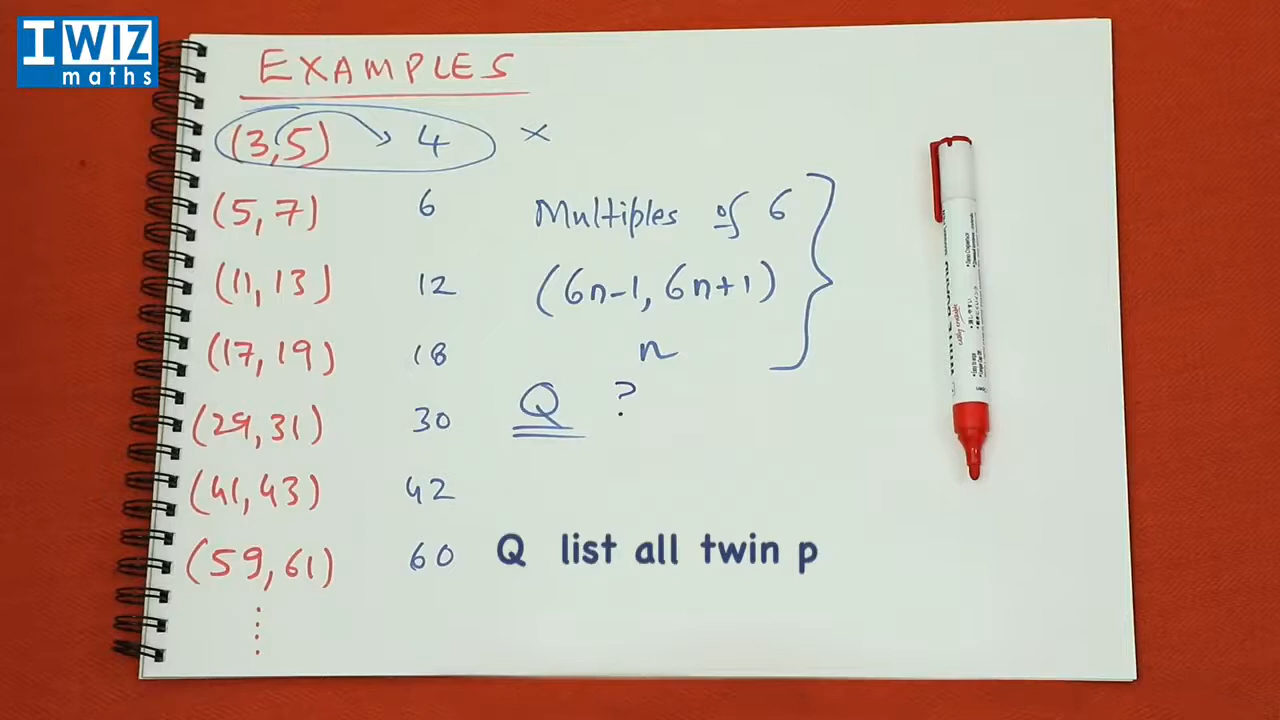 IWIZ
maths
EXAMPLES
(3,5) 4 ×
(5,7) 6 Multiples of 6
(11,13) 12 (6n-1, 6n+1)
(17,19) 18 n
Q ?
(29,31) 30
(41,43) 42
(59,61) 60 Q list all twin p